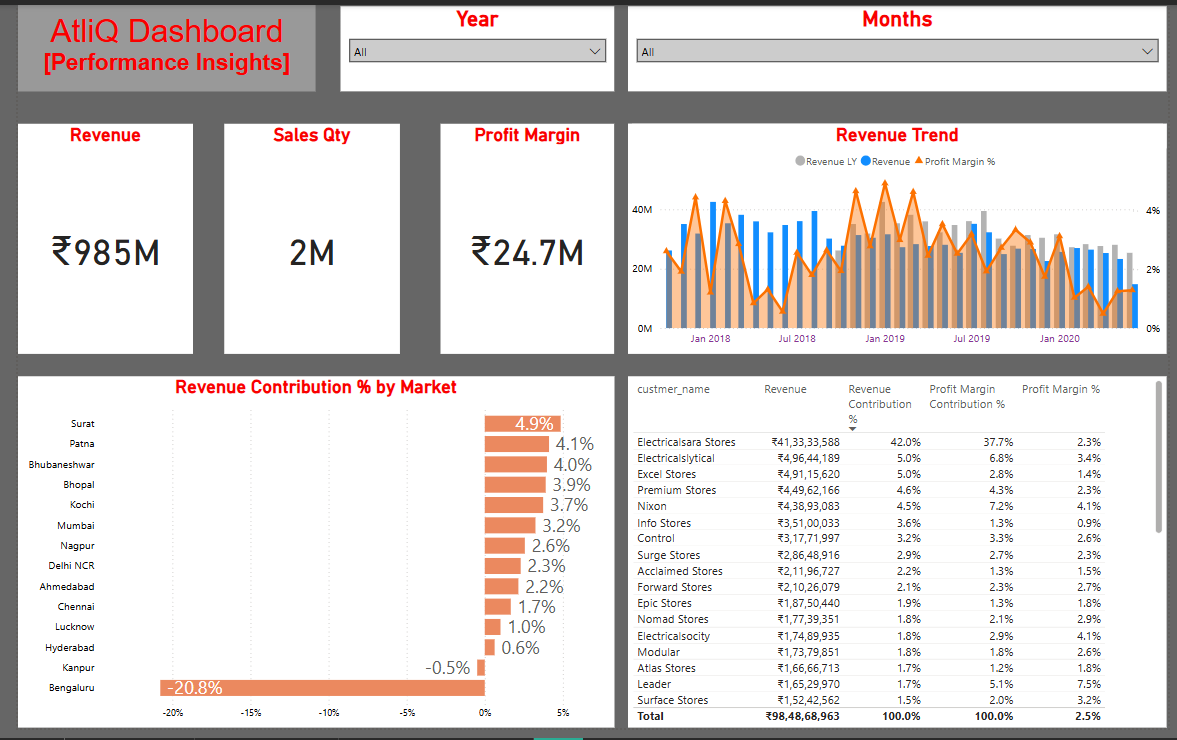 AtliQ Dashboard
[Performance Insights]
Year
All
Months
All
Revenue
₹985M
Sales Qty
2M
Profit Margin
₹24.7M
Revenue Trend
Revenue LY Revenue Profit Margin %
40M
20M
0M
4%
2%
0%
Jan 2018 Jul 2018 Jan 2019 Jul 2019 Jan 2020
Revenue Contribution % by Market
Surat 4.9%
Patna 4.1%
Bhubaneshwar 4.0%
Bhopal 3.9%
Kochi 3.7%
Mumbai 3.2%
Nagpur 2.6%
Delhi NCR 2.3%
Ahmedabad 2.2%
Chennai 1.7%
Lucknow 1.0%
Hyderabad 0.6%
Kanpur -0.5%
Bengaluru -20.8%
-20% -15% -10% -5% 0% 5%
custmer_name Revenue Revenue Profit Margin Profit Margin %
Contribution Contribution %
%
Electricalsara Stores ₹41,33,33,588 42.0% 37.7% 2.3%
Electricalslytical ₹4,96,44,189 5.0% 6.8% 3.4%
Excel Stores ₹4,91,15,620 5.0% 2.8% 1.4%
Premium Stores ₹4,49,62,166 4.6% 4.3% 2.3%
Nixon ₹4,38,93,083 4.5% 7.2% 4.1%
Info Stores ₹3,51,00,033 3.6% 1.3% 0.9%
Control ₹3,17,71,997 3.2% 3.3% 2.6%
Surge Stores ₹2,86,48,916 2.9% 2.7% 2.3%
Acclaimed Stores ₹2,11,96,727 2.2% 1.3% 1.5%
Forward Stores ₹2,10,26,079 2.1% 2.3% 2.7%
Epic Stores ₹1,87,50,440 1.9% 1.3% 1.8%
Nomad Stores ₹1,77,39,351 1.8% 2.1% 2.9%
Electricalsocity ₹1,74,89,935 1.8% 2.9% 4.1%
Modular ₹1,73,79,851 1.8% 1.8% 2.6%
Atlas Stores ₹1,66,66,713 1.7% 1.2% 1.8%
Leader ₹1,65,29,970 1.7% 5.1% 7.5%
Surface Stores ₹1,52,42,562 1.5% 2.0% 3.2%
Total ₹98,48,68,963 100.0% 100.0% 2.5%